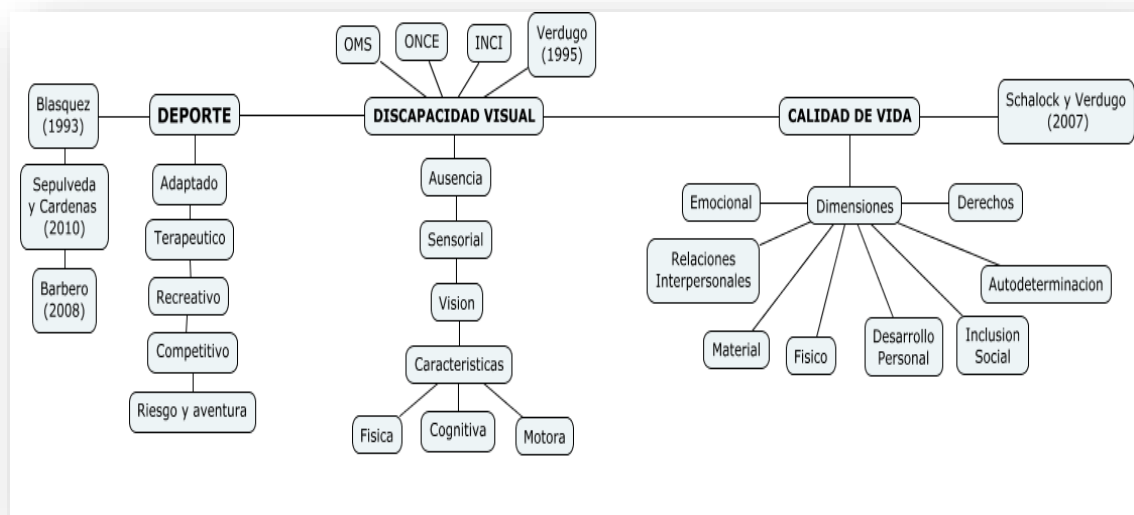 OMS
ONCE
INCI
Verdugo
(1995)
Blasquez
(1993)
DEPORTE
DISCAPACIDAD VISUAL
CALIDAD DE VIDA
Schalock y Verdugo
(2007)
Sepulveda
y Cardenas
(2010)
Barbero
(2008)
Adaptado
Terapeutico
Recreativo
Competitivo
Riesgo y aventura
Ausencia
Sensorial
Vision
Caracteristicas
Fisica
Cognitiva
Motora
Emocional
Dimensiones
Derechos
Relaciones
Interpersonales
Autodeterminacion
Material
Fisico
Desarrollo
Personal
Inclusion
Social